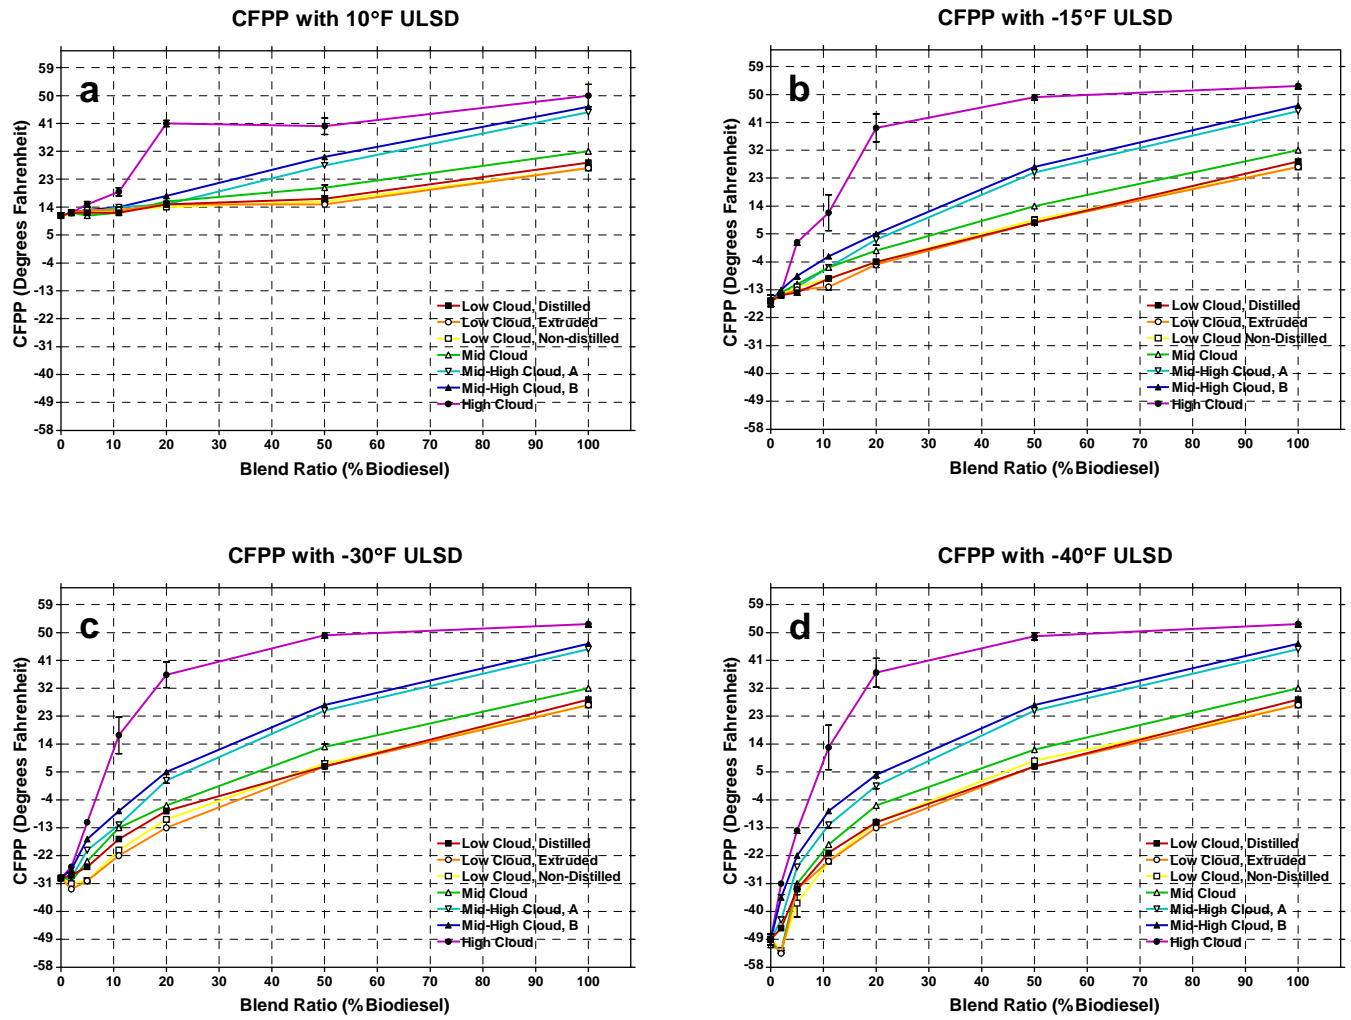 CFPP with 10°F ULSD
a
CFPP (Degrees Fahrenheit)
59
50
41
32
23
14
5
-4
-13
-22
-31
-40
-49
-58
Low Cloud, Distilled
Low Cloud, Extruded
Low Cloud, Non-distilled
Mid Cloud
Mid-High Cloud, A
Mid-High Cloud, B
High Cloud
0 10 20 30 40 50 60 70 80 90 100
Blend Ratio (%Biodiesel)
CFPP with -15°F ULSD
b
CFPP (Degrees Fahrenheit)
59
50
41
32
23
14
5
-4
-13
-22
-31
-40
-49
-58
Low Cloud, Distilled
Low Cloud, Extruded
Low Cloud Non-Distilled
Mid Cloud
Mid-High Cloud, A
Mid-High Cloud, B
High Cloud
0 10 20 30 40 50 60 70 80 90 100
Blend Ratio (%Biodiesel)
CFPP with -30°F ULSD
c
CFPP (Degrees Fahrenheit)
59
50
41
32
23
14
5
-4
-13
-22
-31
-40
-49
-58
Low Cloud, Distilled
Low Cloud, Extruded
Low Cloud, Non-Distilled
Mid Cloud
Mid-High Cloud, A
Mid-High Cloud, B
High Cloud
0 10 20 30 40 50 60 70 80 90 100
Blend Ratio (%Biodiesel)
CFPP with -40°F ULSD
d
CFPP (Degrees Fahrenheit)
59
50
41
32
23
14
5
-4
-13
-22
-31
-40
-49
-58
Low Cloud, Distilled
Low Cloud, Extruded
Low Cloud, Non-Distilled
Mid Cloud
Mid-High Cloud, A
Mid-High Cloud, B
High Cloud
0 10 20 30 40 50 60 70 80 90 100
Blend Ratio (%Biodiesel)